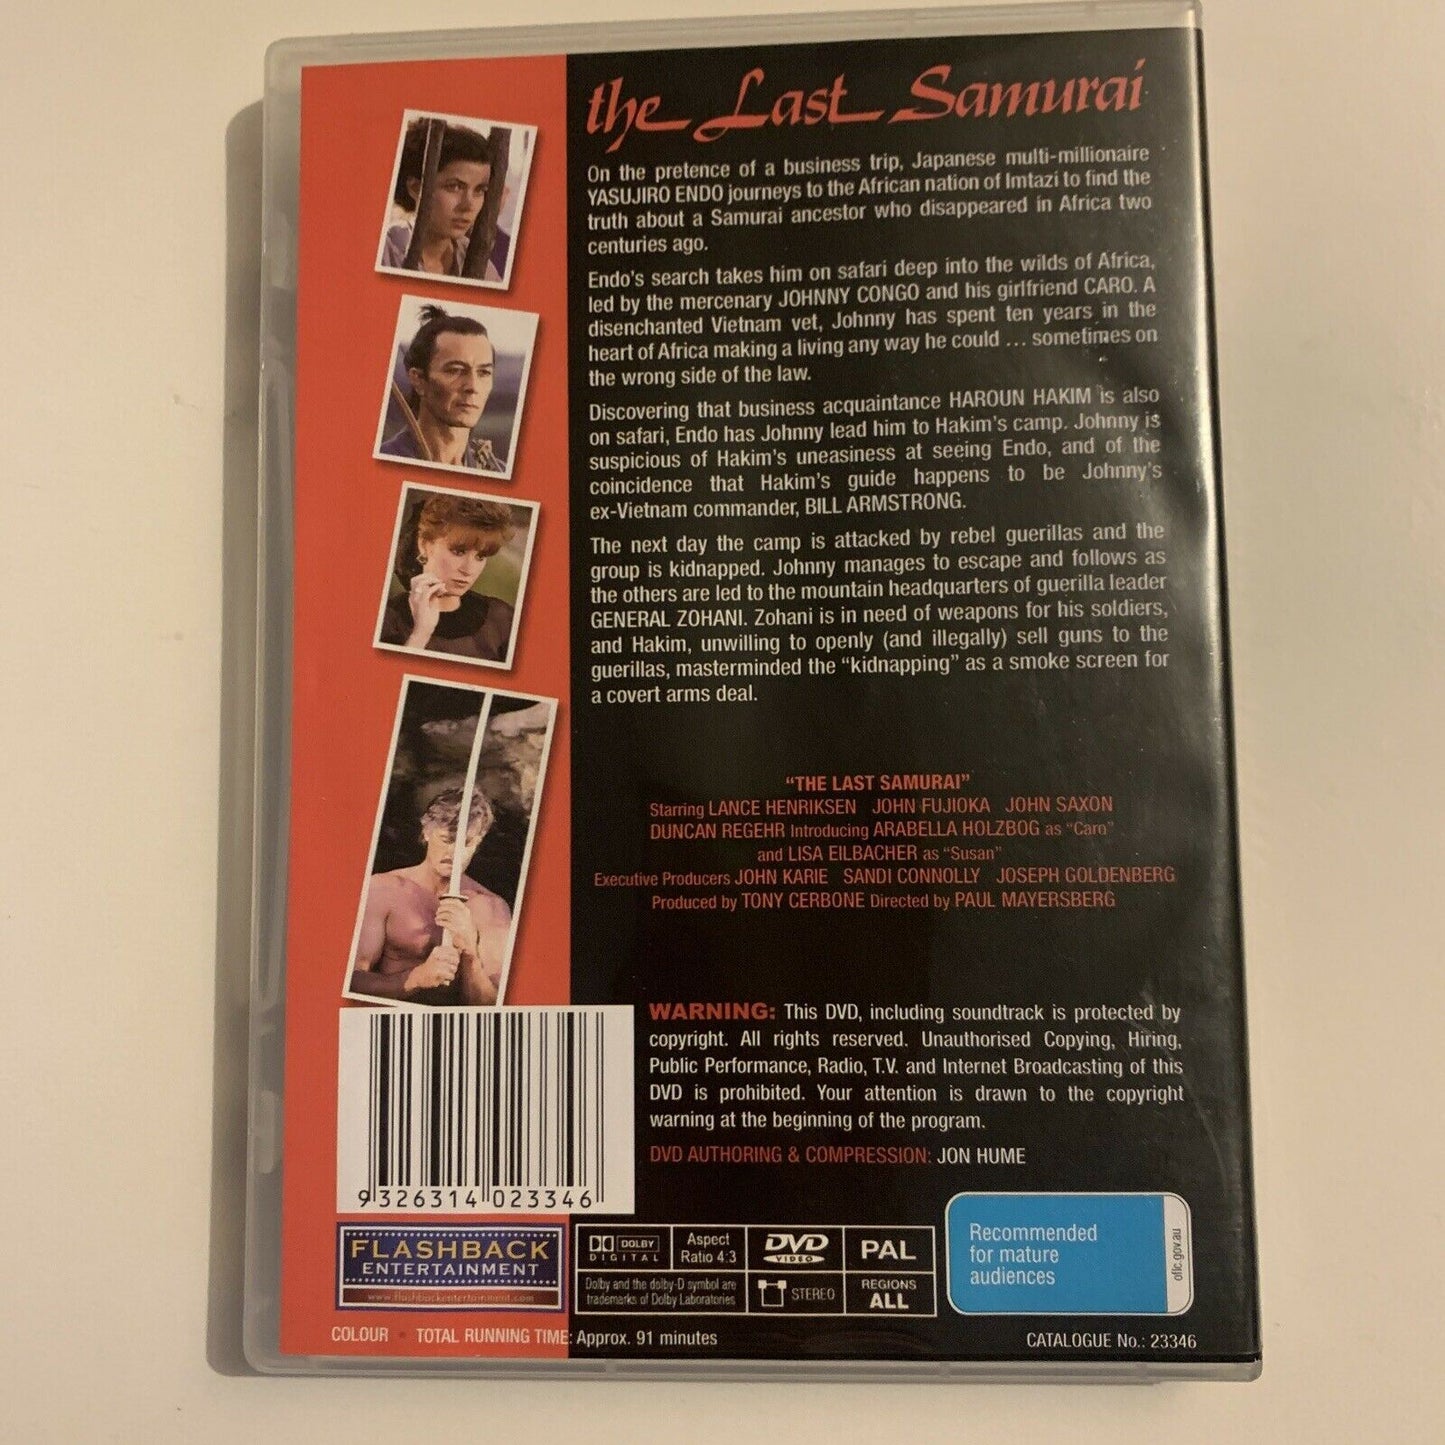 the Last Samurai
On the pretence of a business trip, Japanese multi-millionaire
YASUJIRO ENDO journeys to the African nation of Imtazi to find the
truth about a Samurai ancestor who disappeared in Africa two
centuries ago.
Endo's search takes him on safari deep into the wilds of Africa,
led by the mercenary JOHNNY CONGO and his girlfriend CARO. A
disenchanted Vietnam vet, Johnny has spent ten years in the
heart of Africa making a living any way he could ... sometimes on
the wrong side of the law.
Discovering that business acquaintance HAROUN HAKIM is also
on safari, Endo has Johnny lead him to Hakim's camp. Johnny is
suspicious of Hakim's uneasiness at seeing Endo, and of the
coincidence that Hakim's guide happens to be Johnny's
ex-Vietnam commander, BILL ARMSTRONG.
The next day the camp is attacked by rebel guerillas and the
group is kidnapped. Johnny manages to escape and follows as
the others are led to the mountain headquarters of guerilla leader
GENERAL ZOHANI. Zohani is in need of weapons for his soldiers,
and Hakim, unwilling to openly (and illegally) sell guns to the
guerillas, masterminded the "kidnapping" as a smoke screen for
a covert arms deal.
"THE LAST SAMURAI"
Starring LANCE HENRIKSEN JOHN FUJIOKA JOHN SAXON
DUNCAN REGEHR Introducing ARABELLA HOLZBOG as "Caro"
and LISA EILBACHER as "Susan"
Executive Producers JOHN KARIE SANDI CONNOLLY JOSEPH GOLDENBERG
Produced by TONY CERBONE Directed by PAUL MAYERSBERG
WARNING: This DVD, including soundtrack is protected by
copyright. All rights reserved. Unauthorised Copying, Hiring,
Public Performance, Radio, T.V. and Internet Broadcasting of this
DVD is prohibited. Your attention is drawn to the copyright
warning at the beginning of the program.
DVD AUTHORING & COMPRESSION: JON HUME
9 326314 023346
FLASHBACK
ENTERTAINMENT
www.flashbackentertainment.com
DOLBY
DIGITAL
Aspect
Ratio 4:3
DVD
VIDEO
PAL
Dolby and the dolby-D symbol are
trademarks of Dolby Laboratories
STEREO
REGIONS
ALL
Recommended
for mature
audiences
oflc.gov.au
COLOUR • TOTAL RUNNING TIME: Approx. 91 minutes
CATALOGUE No.: 23346